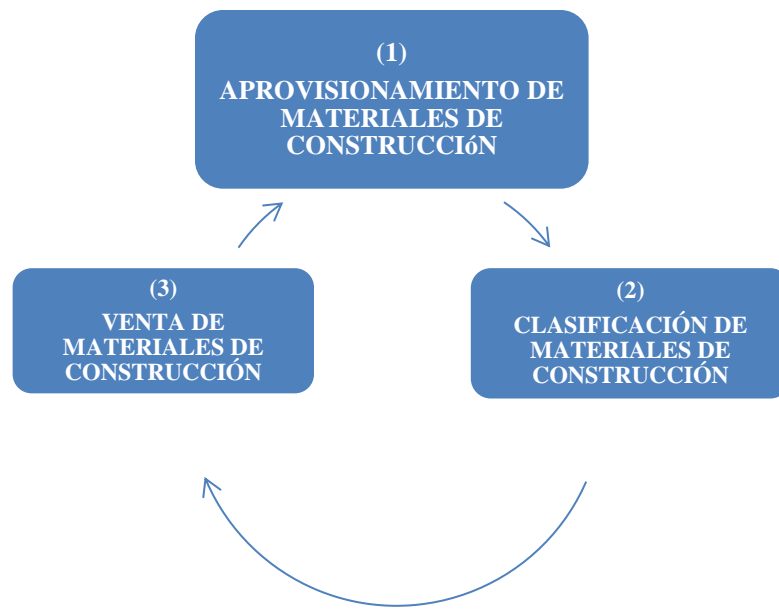 (1)
APROVISIONAMIENTO DE
MATERIALES DE
CONSTRUCCIóN
(2)
CLASIFICACIÓN DE
MATERIALES DE
CONSTRUCCIÓN
(3)
VENTA DE
MATERIALES DE
CONSTRUCCIÓN